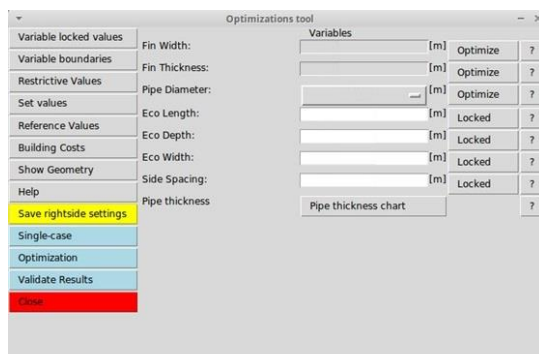 Optimizations tool
Variable locked values
Variable boundaries
Restrictive Values
Set values
Reference Values
Building Costs
Show Geometry
Help
Save rightside settings
Single-case
Optimization
Validate Results
Close
Variables
Fin Width: [m] Optimize ?
Fin Thickness: [m] Optimize ?
Pipe Diameter: [m] Optimize ?
Eco Length: [m] Locked ?
Eco Depth: [m] Locked ?
Eco Width: [m] Locked ?
Side Spacing: [m] Locked ?
Pipe thickness Pipe thickness chart ?